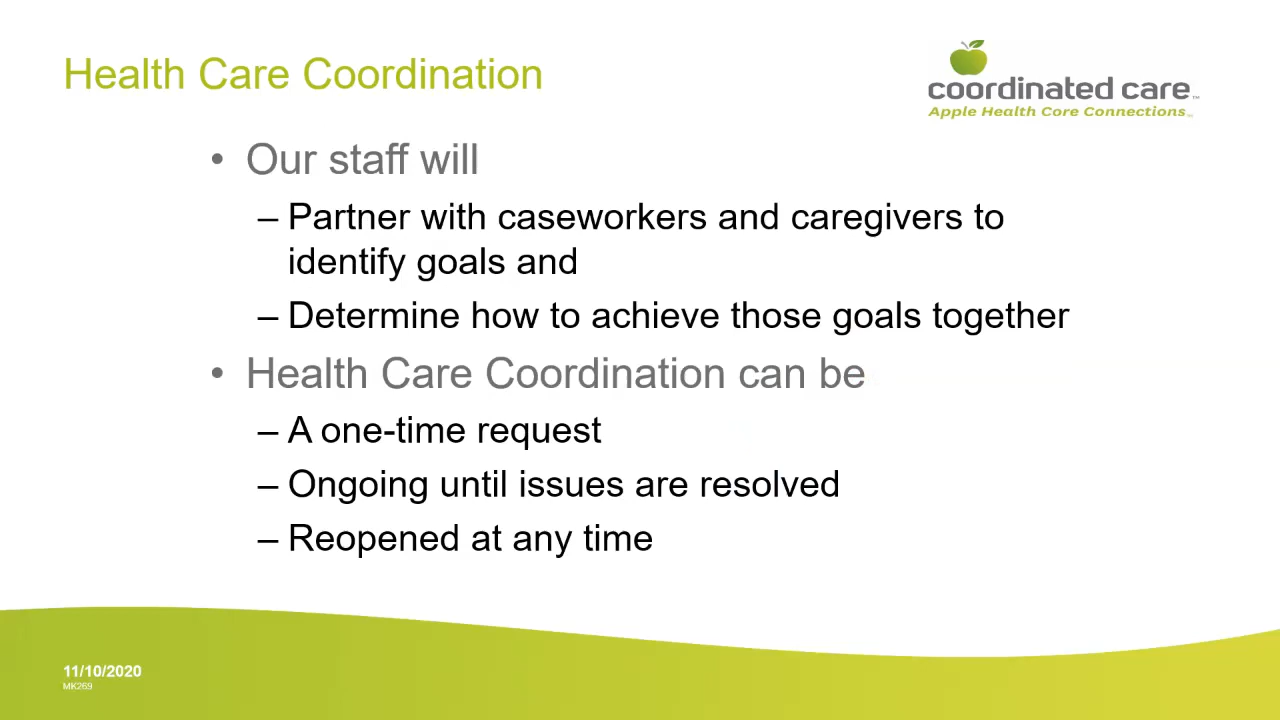 Health Care Coordination
coordinated care™
Apple Health Core Connections
• Our staff will
– Partner with caseworkers and caregivers to
identify goals and
– Determine how to achieve those goals together
• Health Care Coordination can be
– A one-time request
– Ongoing until issues are resolved
– Reopened at any time
11/10/2020
MK269